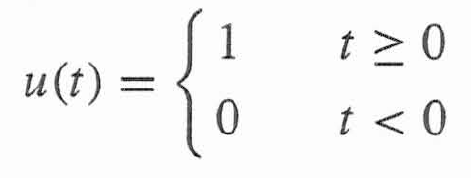 u(t) = { 1 t ≥ 0
0 t < 0